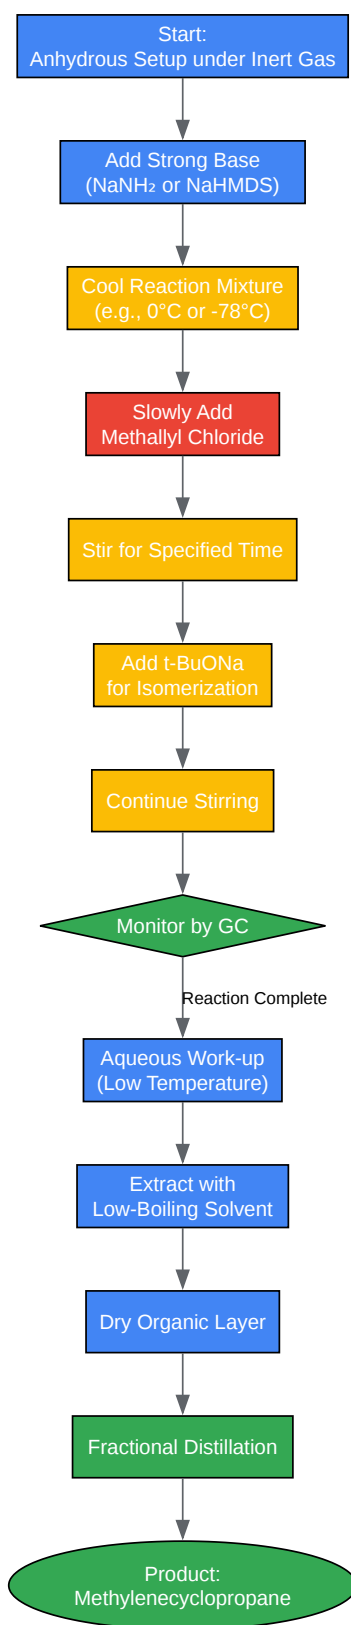 Start:
Anhydrous Setup under Inert Gas
Add Strong Base
(NaNH₂ or NaHMDS)
Cool Reaction Mixture
(e.g., 0°C or -78°C)
Slowly Add
Methallyl Chloride
Stir for Specified Time
Add t-BuONa
for Isomerization
Continue Stirring
Monitor by GC
Reaction Complete
Aqueous Work-up
(Low Temperature)
Extract with
Low-Boiling Solvent
Dry Organic Layer
Fractional Distillation
Product:
Methylenecyclopropane